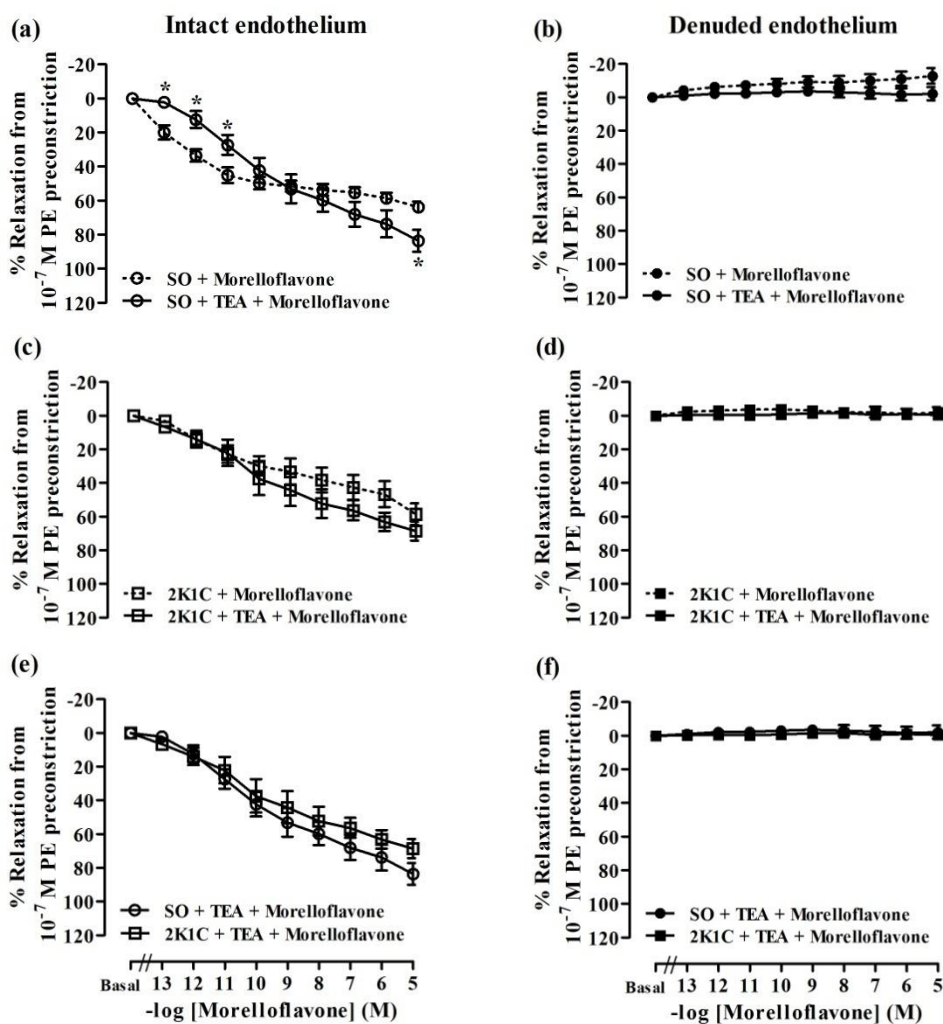 Intact endothelium
Denuded endothelium
(a)
% Relaxation from
10⁻⁷ M PE preconstriction
-20
0
20
40
60
80
100
120
*
*
*
*
SO + Morelloflavone
SO + TEA + Morelloflavone
(b)
% Relaxation from
10⁻⁷ M PE preconstriction
-20
0
20
40
60
80
100
120
SO + Morelloflavone
SO + TEA + Morelloflavone
(c)
% Relaxation from
10⁻⁷ M PE preconstriction
-20
0
20
40
60
80
100
120
2K1C + Morelloflavone
2K1C + TEA + Morelloflavone
(d)
% Relaxation from
10⁻⁷ M PE preconstriction
-20
0
20
40
60
80
100
120
2K1C + Morelloflavone
2K1C + TEA + Morelloflavone
(e)
% Relaxation from
10⁻⁷ M PE preconstriction
-20
0
20
40
60
80
100
120
SO + TEA + Morelloflavone
2K1C + TEA + Morelloflavone
Basal 13 12 11 10 9 8 7 6 5
-log [Morelloflavone] (M)
(f)
% Relaxation from
10⁻⁷ M PE preconstriction
-20
0
20
40
60
80
100
120
SO + TEA + Morelloflavone
2K1C + TEA + Morelloflavone
Basal 13 12 11 10 9 8 7 6 5
-log [Morelloflavone] (M)